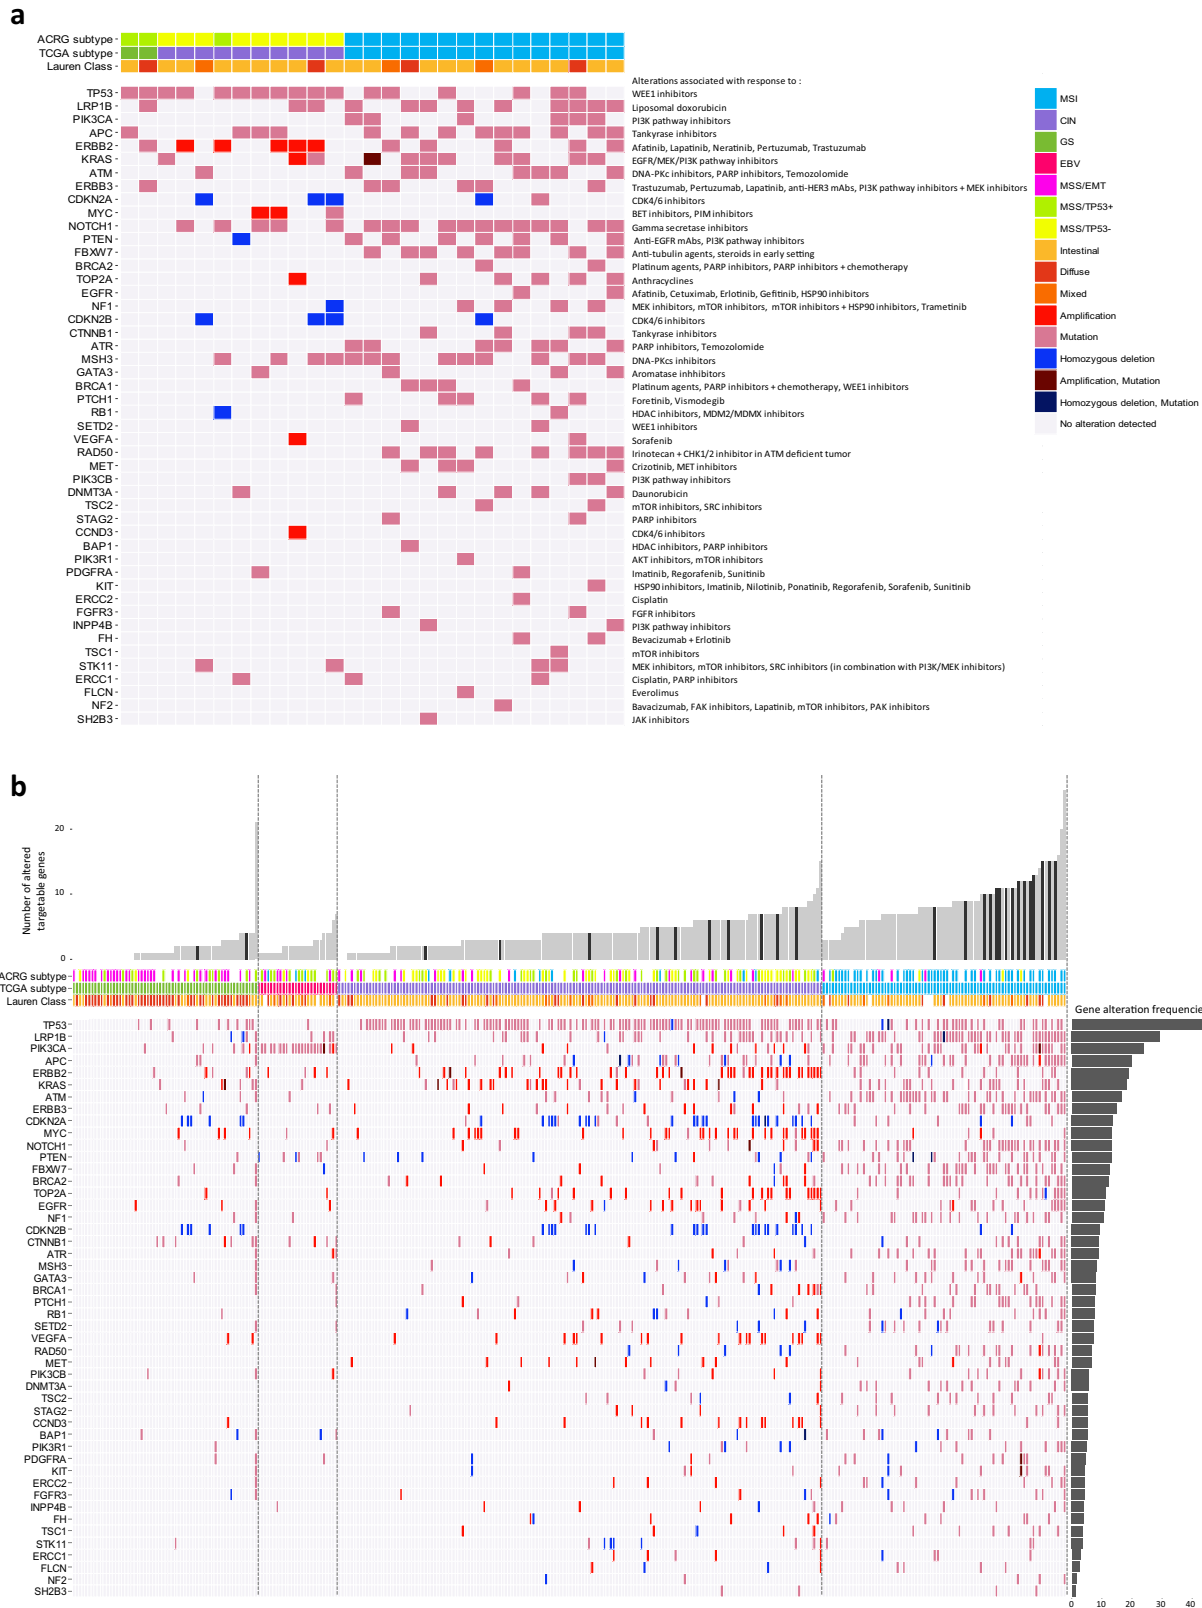 a
ACRG subtype
TCGA subtype
Lauren Class
Alterations associated with response to :
TP53 WEE1 inhibitors
LRP1B Liposomal doxorubicin
PIK3CA PI3K pathway inhibitors
APC Tankyrase inhibitors
ERBB2 Afatinib, Lapatinib, Neratinib, Pertuzumab, Trastuzumab
KRAS EGFR/MEK/PI3K pathway inhibitors
ATM DNA-PKc inhibitors, PARP inhibitors, Temozolomide
ERBB3 Trastuzumab, Pertuzumab, Lapatinib, anti-HER3 mAbs, PI3K pathway inhibitors + MEK inhibitors
CDKN2A CDK4/6 inhibitors
MYC BET inhibitors, PIM inhibitors
NOTCH1 Gamma secretase inhibitors
PTEN Anti-EGFR mAbs, PI3K pathway inhibitors
FBXW7 Anti-tubulin agents, steroids in early setting
BRCA2 Platinum agents, PARP inhibitors, PARP inhibitors + chemotherapy
TOP2A Anthracyclines
EGFR Afatinib, Cetuximab, Erlotinib, Gefitinib, HSP90 inhibitors
NF1 MEK inhibitors, mTOR inhibitors, mTOR inhibitors + HSP90 inhibitors, Trametinib
CDKN2B CDK4/6 inhibitors
CTNNB1 Tankyrase inhibitors
ATR PARP inhibitors, Temozolomide
MSH3 DNA-PKcs inhibitors
GATA3 Aromatase inhhibitors
BRCA1 Platinum agents, PARP inhibitors + chemotherapy, WEE1 inhibitors
PTCH1 Foretinib, Vismodegib
RB1 HDAC inhibitors, MDM2/MDMX inhibitors
SETD2 WEE1 inhibitors
VEGFA Sorafenib
RAD50 Irinotecan + CHK1/2 inhibitor in ATM deficient tumor
MET Crizotinib, MET inhibitors
PIK3CB PI3K pathway inhibitors
DNMT3A Daunorubicin
TSC2 mTOR inhibitors, SRC inhibitors
STAG2 PARP inhibitors
CCND3 CDK4/6 inhibitors
BAP1 HDAC inhibitors, PARP inhibitors
PIK3R1 AKT inhibitors, mTOR inhibitors
PDGFRA Imatinib, Regorafenib, Sunitinib
KIT HSP90 inhibitors, Imatinib, Nilotinib, Ponatinib, Regorafenib, Sorafenib, Sunitinib
ERCC2 Cisplatin
FGFR3 FGFR inhibitors
INPP4B PI3K pathway inhibitors
FH Bevacizumab + Erlotinib
TSC1 mTOR inhibitors
STK11 MEK inhibitors, mTOR inhibitors, SRC inhibitors (in combination with PI3K/MEK inhibitors)
ERCC1 Cisplatin, PARP inhibitors
FLCN Everolimus
NF2 Bavacizumab, FAK inhibitors, Lapatinib, mTOR inhibitors, PAK inhibitors
SH2B3 JAK inhibitors
MSI
CIN
GS
EBV
MSS/EMT
MSS/TP53+
MSS/TP53-
Intestinal
Diffuse
Mixed
Amplification
Mutation
Homozygous deletion
Amplification, Mutation
Homozygous deletion, Mutation
No alteration detected
b
Number of altered
targetable genes
20
10
0
ACRG subtype
TCGA subtype
Lauren Class
Gene alteration frequencie
TP53
LRP1B
PIK3CA
APC
ERBB2
KRAS
ATM
ERBB3
CDKN2A
MYC
NOTCH1
PTEN
FBXW7
BRCA2
TOP2A
EGFR
NF1
CDKN2B
CTNNB1
ATR
MSH3
GATA3
BRCA1
PTCH1
RB1
SETD2
VEGFA
RAD50
MET
PIK3CB
DNMT3A
TSC2
STAG2
CCND3
BAP1
PIK3R1
PDGFRA
KIT
ERCC2
FGFR3
INPP4B
FH
TSC1
STK11
ERCC1
FLCN
NF2
SH2B3
0 10 20 30 40